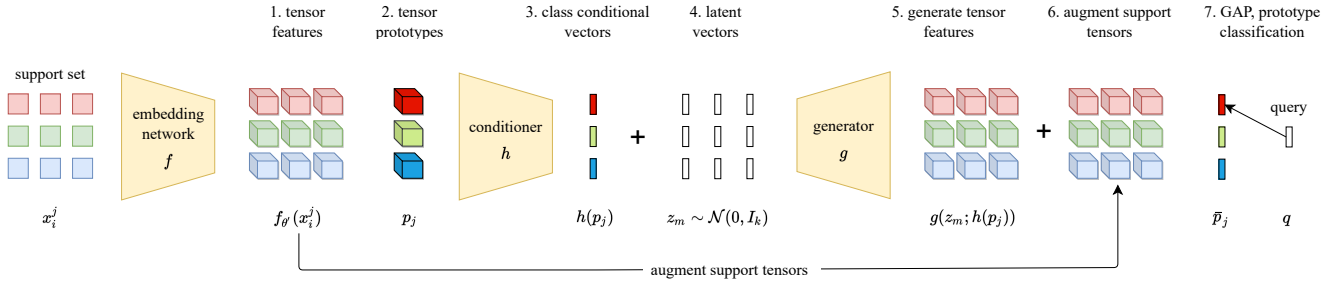 1. tensor
features
2. tensor
prototypes
3. class conditional
vectors
4. latent
vectors
5. generate tensor
features
6. augment support
tensors
7. GAP, prototype
classification
support set
embedding
network
f
conditioner
h
+
generator
g
+
query
x_i^j
f_{θ'}(x_i^j)
p_j
h(p_j)
z_m ∼ 𝒩(0, I_k)
g(z_m; h(p_j))
p̄_j
q
augment support tensors